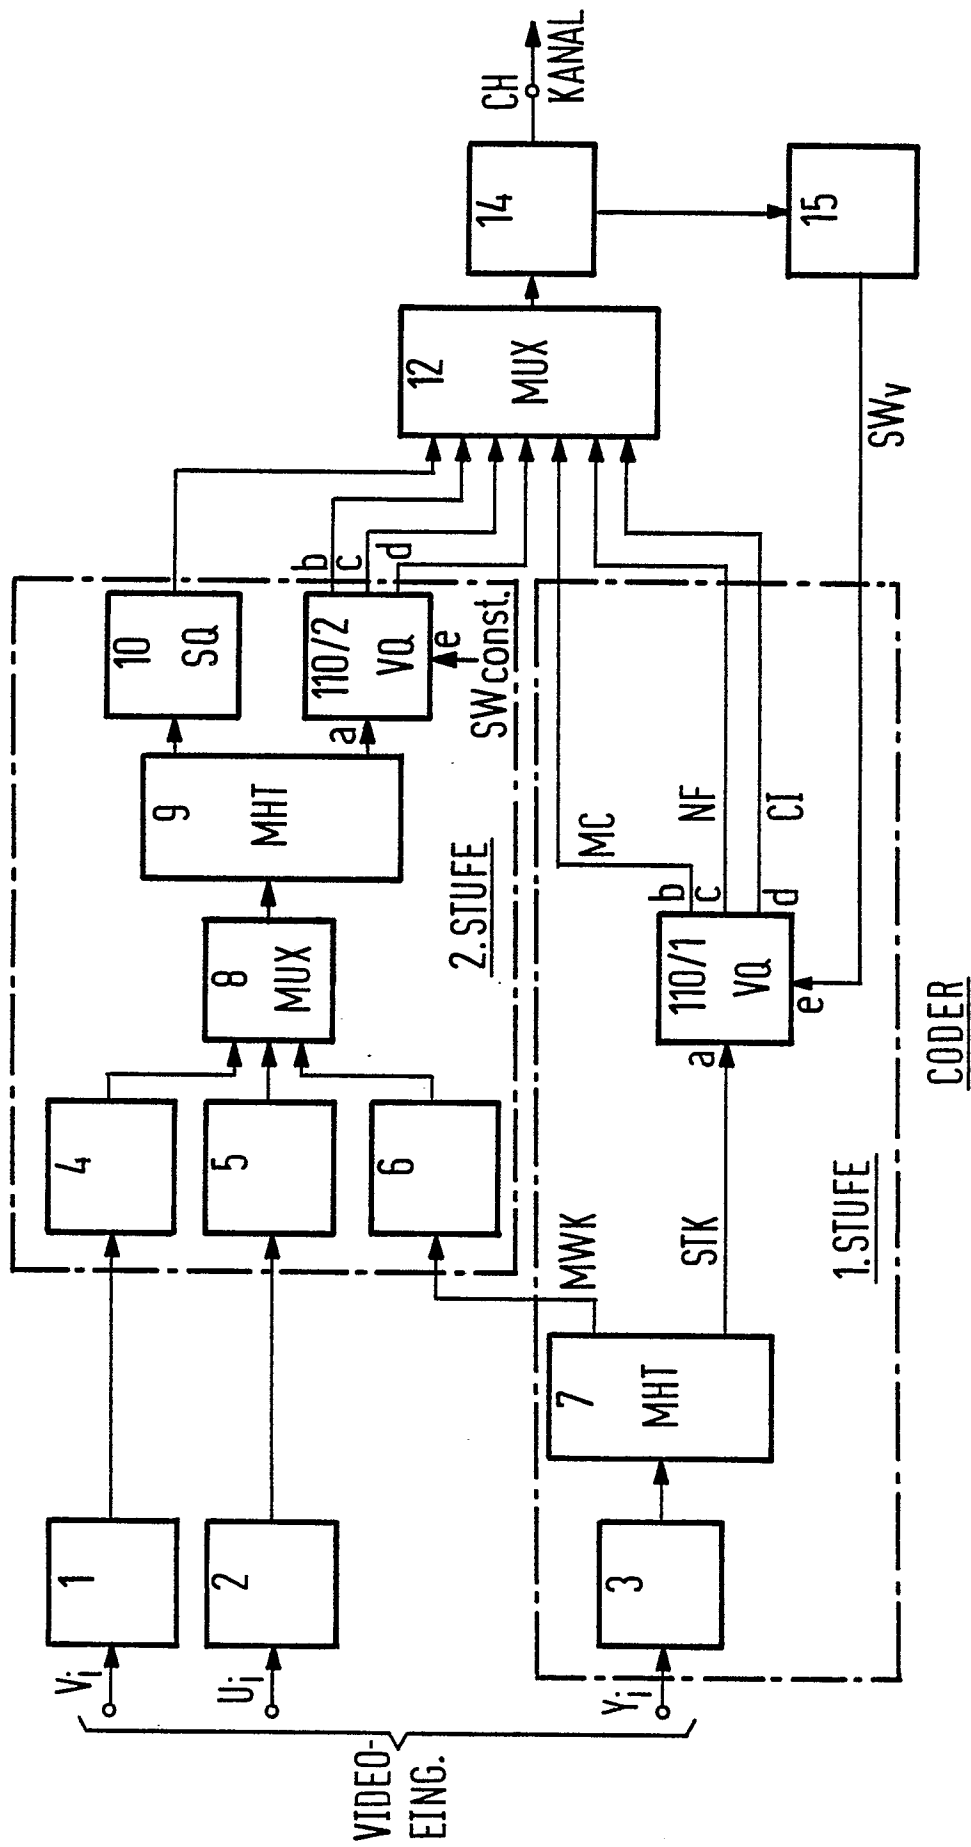 VIDEO-
EING.
Vi
Ui
Yi
1
2
3
4
5
6
7
MHT
MWK
STK
8
MUX
9
MHT
10
SQ
a
110/2
VQ
b
c
d
e
SWconst.
2.STUFE
a
110/1
VQ
b
c
d
e
MC
NF
CI
1.STUFE
12
MUX
14
CH
KANAL
15
SWv
CODER